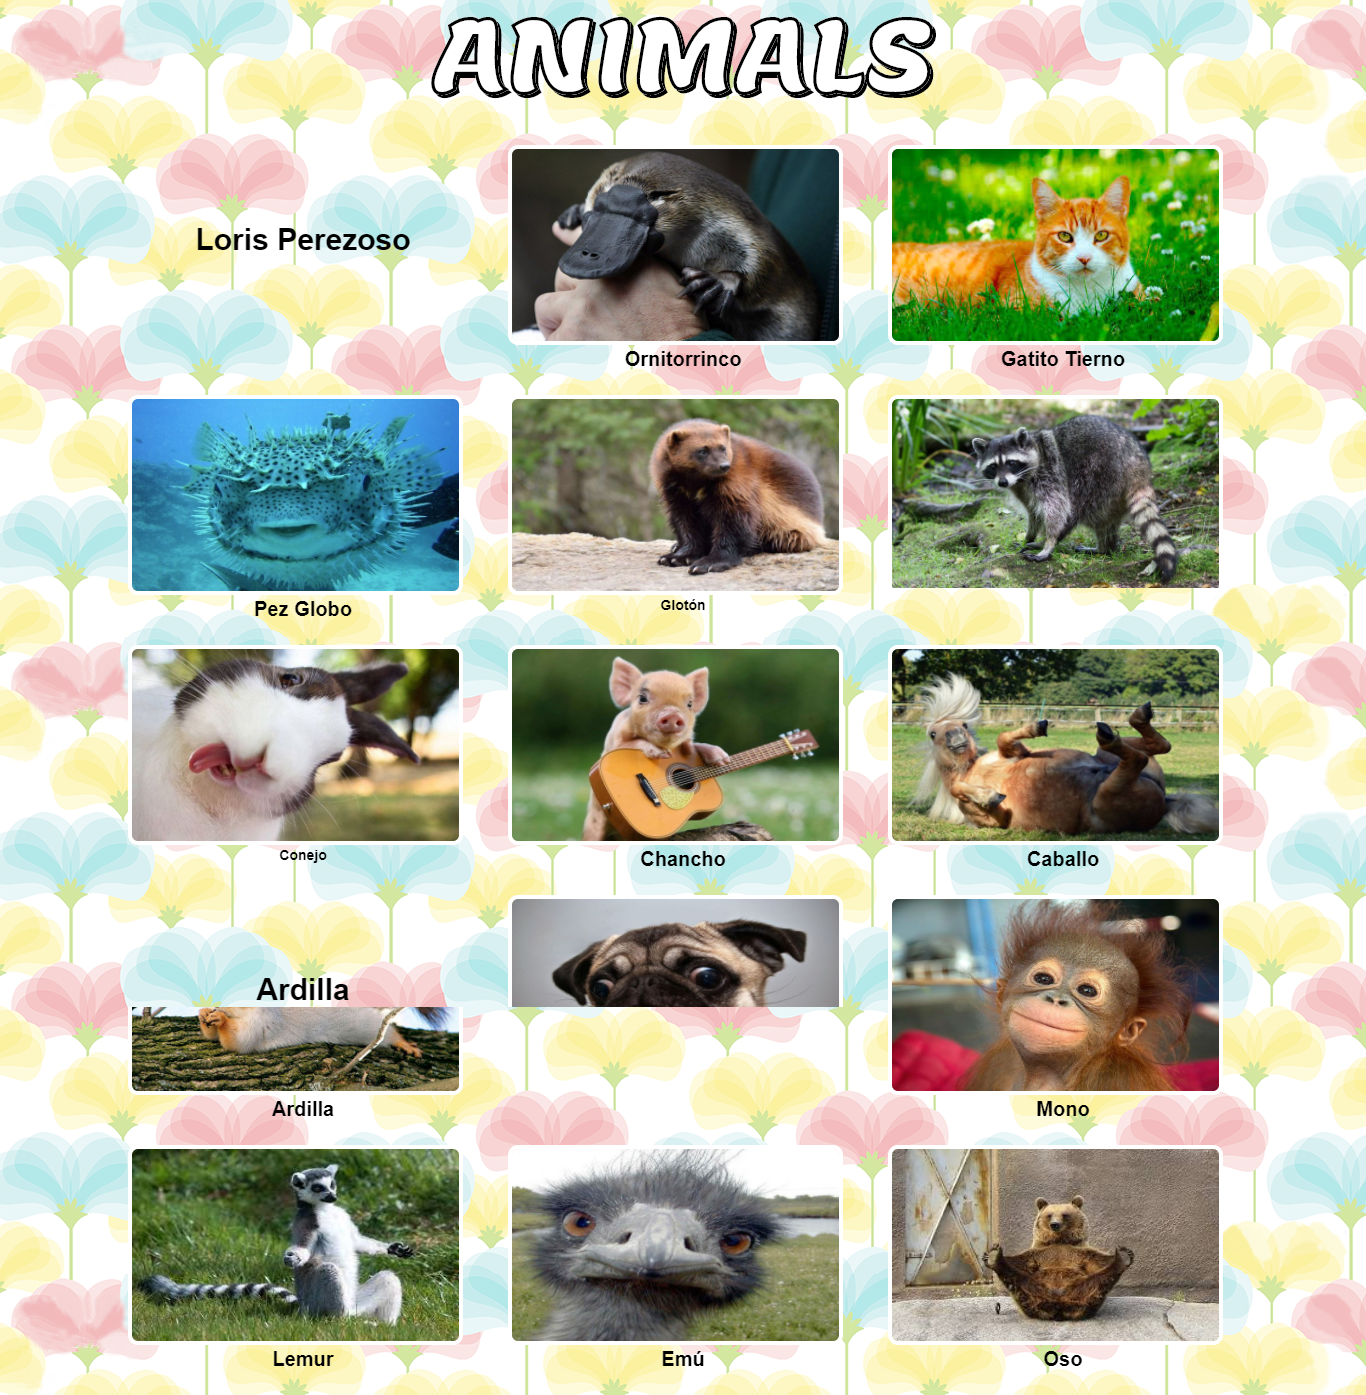 ANIMALS
Loris Perezoso
Ornitorrinco
Gatito Tierno
Pez Globo
Glotón
Conejo
Chancho
Caballo
Ardilla
Ardilla
Mono
Lemur
Emú
Oso